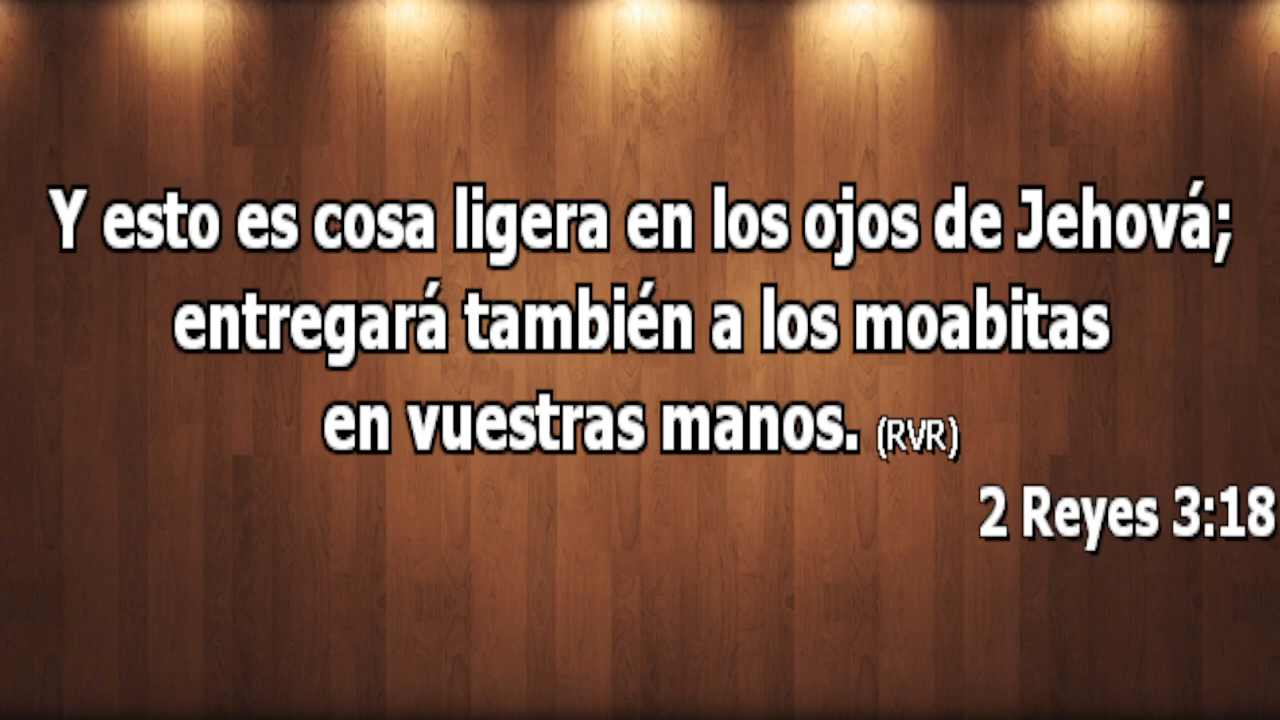 Y esto es cosa ligera en los ojos de Jehová;
entregará también a los moabitas
en vuestras manos. (RVR)
2 Reyes 3:18